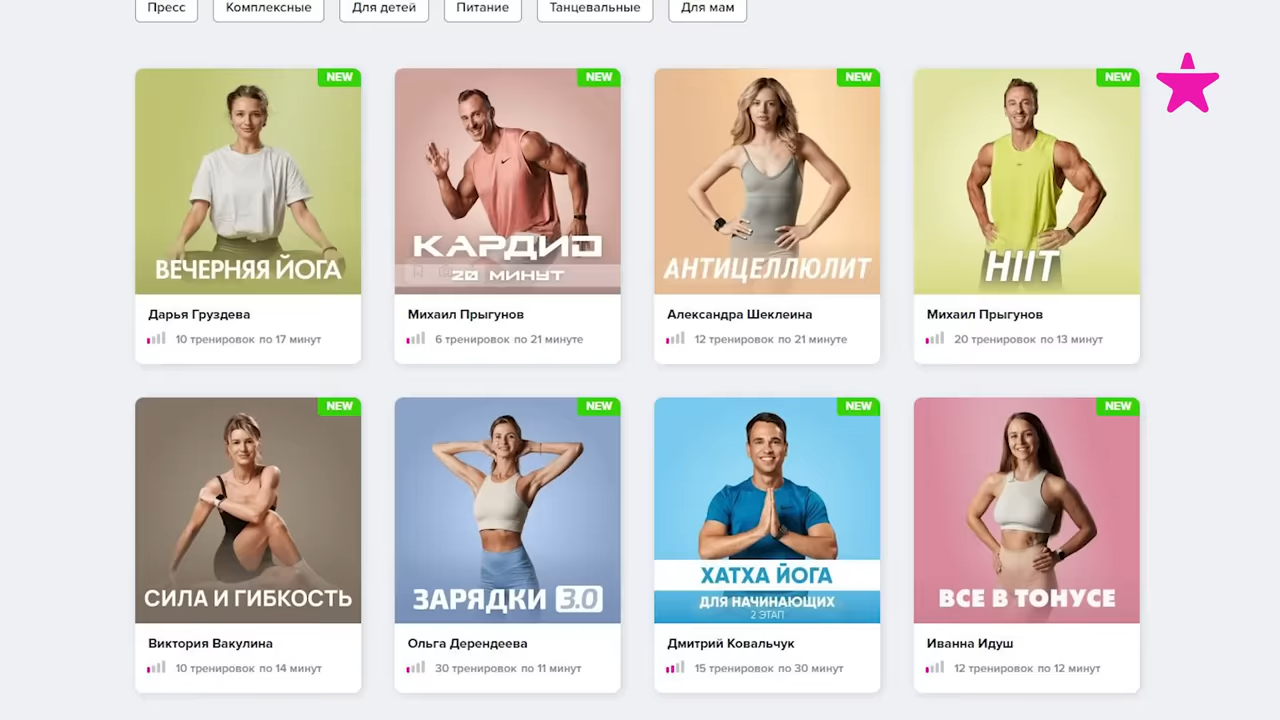 Пресс
Комплексные
Для детей
Питание
Танцевальные
Для мам
NEW
ВЕЧЕРНЯЯ ЙОГА
Дарья Груздева
10 тренировок по 17 минут
NEW
КАРДИО
20 МИНУТ
Михаил Прыгунов
6 тренировок по 21 минуте
NEW
АНТИЦЕЛЛЮЛИТ
Александра Шеклеина
12 тренировок по 21 минуте
NEW
HIIT
Михаил Прыгунов
20 тренировок по 13 минут
NEW
СИЛА И ГИБКОСТЬ
Виктория Вакулина
10 тренировок по 14 минут
NEW
ЗАРЯДКИ 3.0
Ольга Дерендеева
30 тренировок по 11 минут
NEW
ХАТХА ЙОГА
ДЛЯ НАЧИНАЮЩИХ
2 ЭТАП
Дмитрий Ковальчук
15 тренировок по 30 минут
NEW
ВСЕ В ТОНУСЕ
Иванна Идуш
12 тренировок по 12 минут